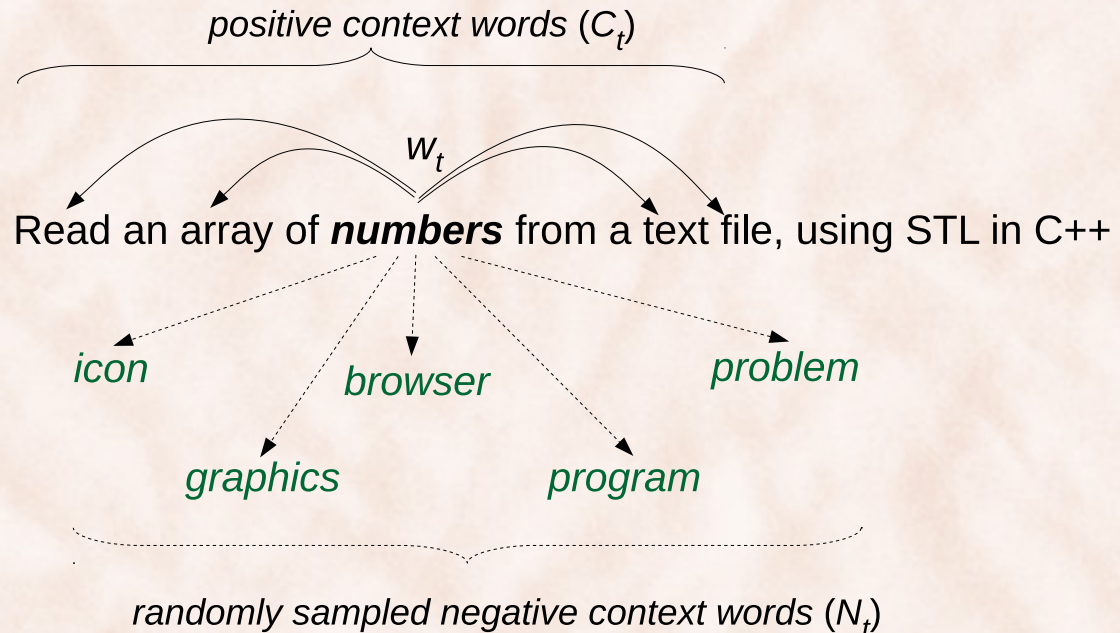 positive context words (Ct)
wt
Read an array of numbers from a text file, using STL in C++
icon
browser
problem
graphics
program
randomly sampled negative context words (Nt)